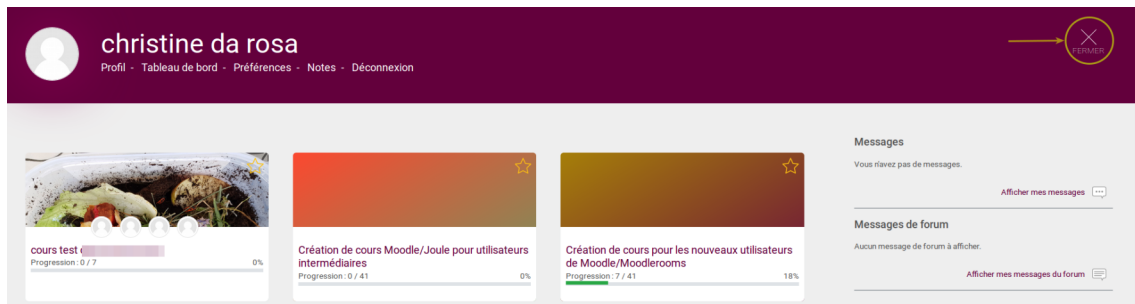 christine da rosa
Profil - Tableau de bord - Préférences - Notes - Déconnexion
FERMER
cours test
Progression : 0 / 7
0%
Création de cours Moodle/Joule pour utilisateurs
intermédiaires
Progression : 0 / 41
0%
Création de cours pour les nouveaux utilisateurs
de Moodle/Moodlerooms
Progression : 7 / 41
18%
Messages
Vous n'avez pas de messages.
Afficher mes messages
Messages de forum
Aucun message de forum à afficher.
Afficher mes messages du forum